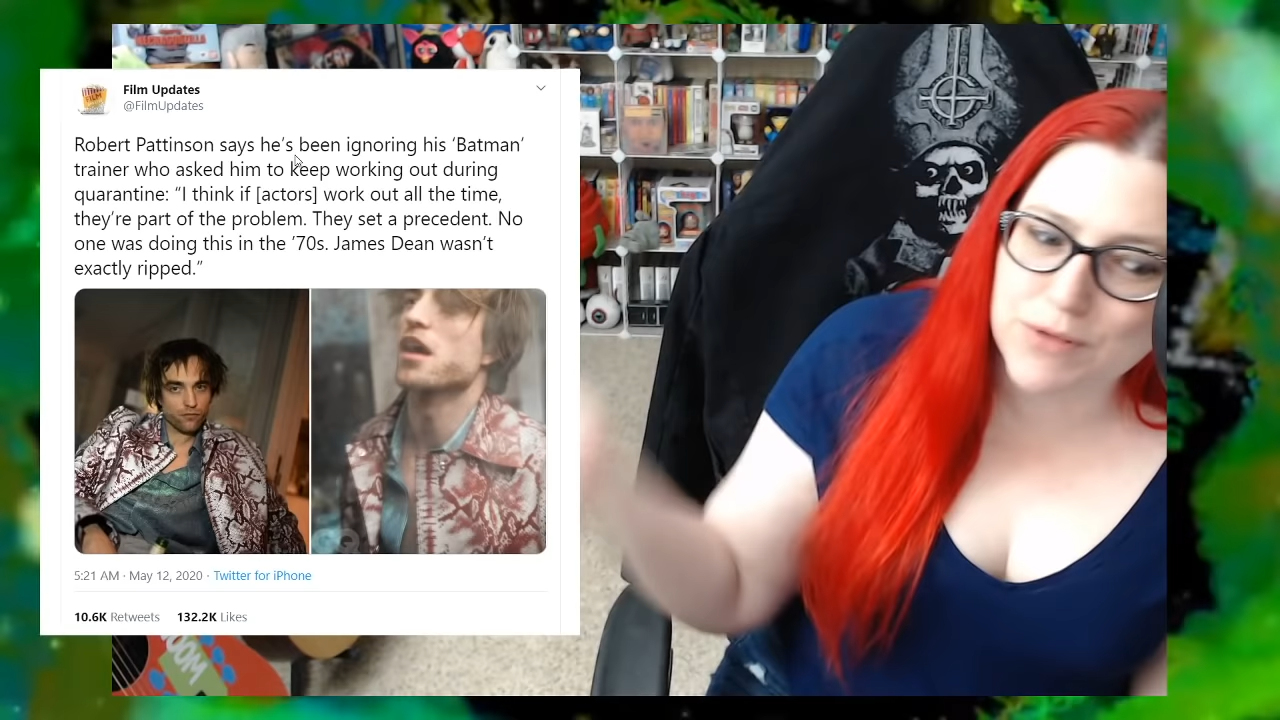 Film Updates
@FilmUpdates
Robert Pattinson says he’s been ignoring his ‘Batman’
trainer who asked him to keep working out during
quarantine: “I think if [actors] work out all the time,
they’re part of the problem. They set a precedent. No
one was doing this in the ’70s. James Dean wasn’t
exactly ripped.”
5:21 AM · May 12, 2020 · Twitter for iPhone
10.6K Retweets 132.2K Likes